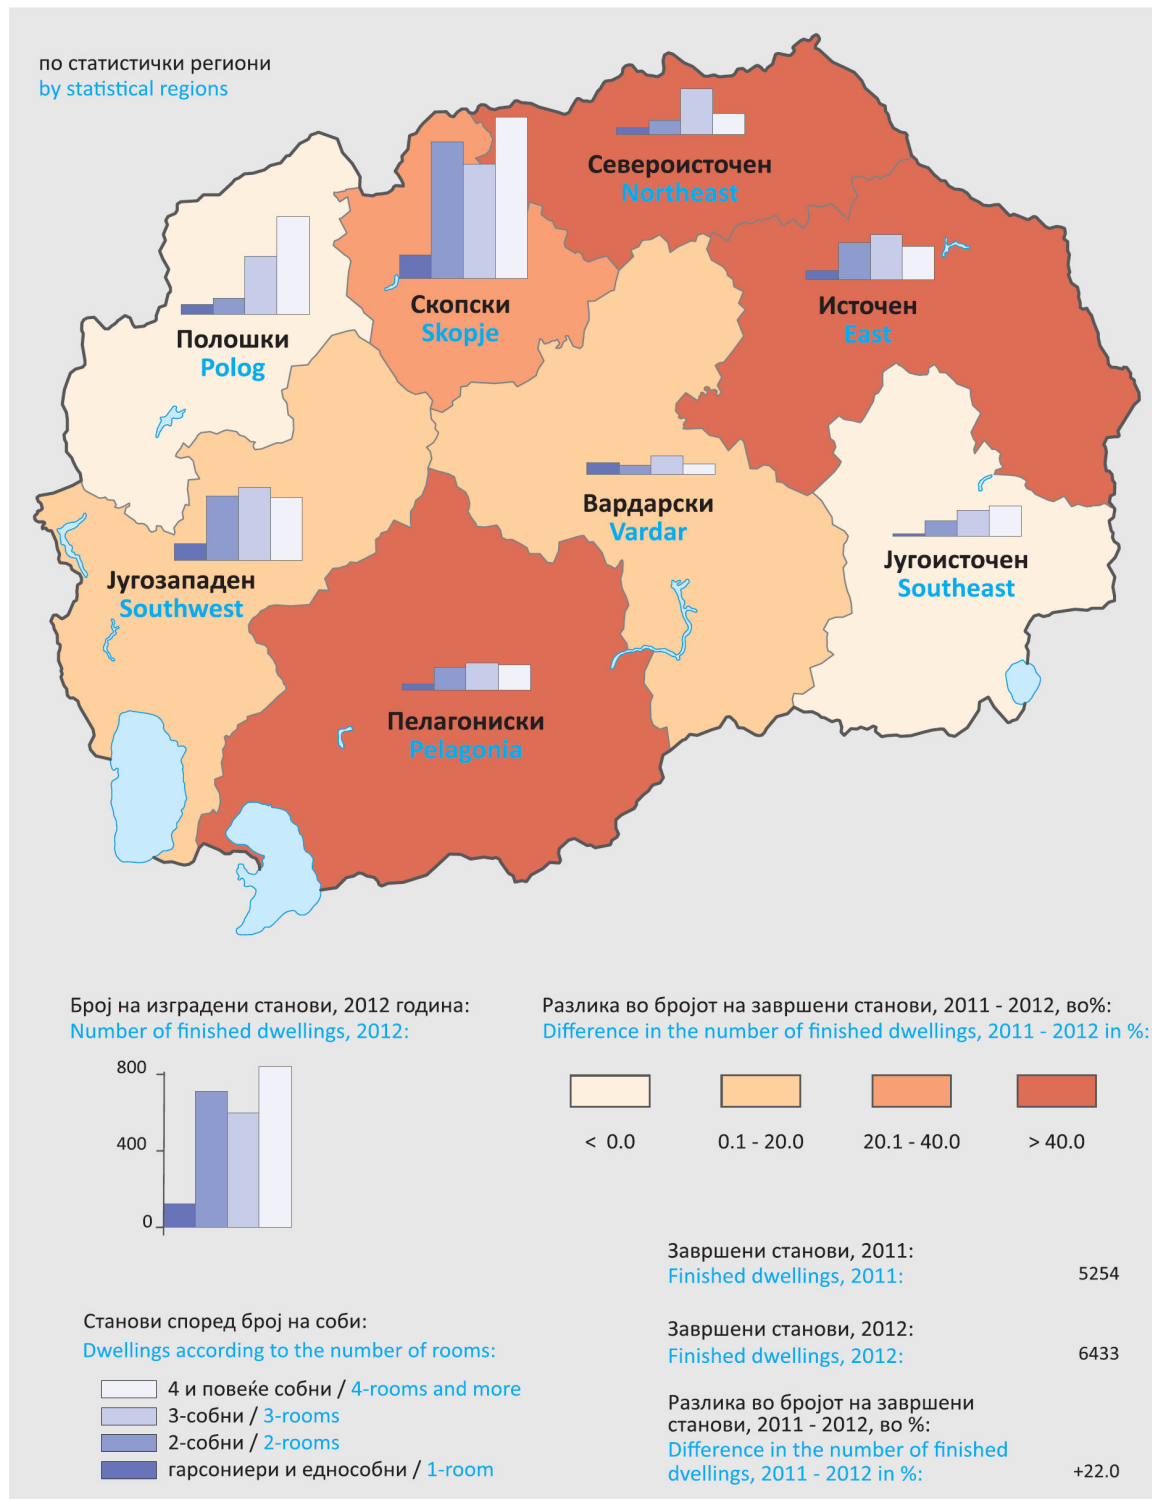 по статистички региони
by statistical regions
Североисточен
Northeast
Скопски
Skopje
Источен
East
Полошки
Polog
Вардарски
Vardar
Југоисточен
Southeast
Југозападен
Southwest
Пелагониски
Pelagonia
Број на изградени станови, 2012 година:
Number of finished dwellings, 2012:
800
400
0
Разлика во бројот на завршени станови, 2011 - 2012, во%:
Difference in the number of finished dwellings, 2011 - 2012 in %:
< 0.0
0.1 - 20.0
20.1 - 40.0
> 40.0
Завршени станови, 2011:
Finished dwellings, 2011:
5254
Завршени станови, 2012:
Finished dwellings, 2012:
6433
Разлика во бројот на завршени
станови, 2011 - 2012, во %:
Difference in the number of finished
dvellings, 2011 - 2012 in %:
+22.0
Станови според број на соби:
Dwellings according to the number of rooms:
4 и повеќе собни / 4-rooms and more
3-собни / 3-rooms
2-собни / 2-rooms
гарсониери и еднособни / 1-room